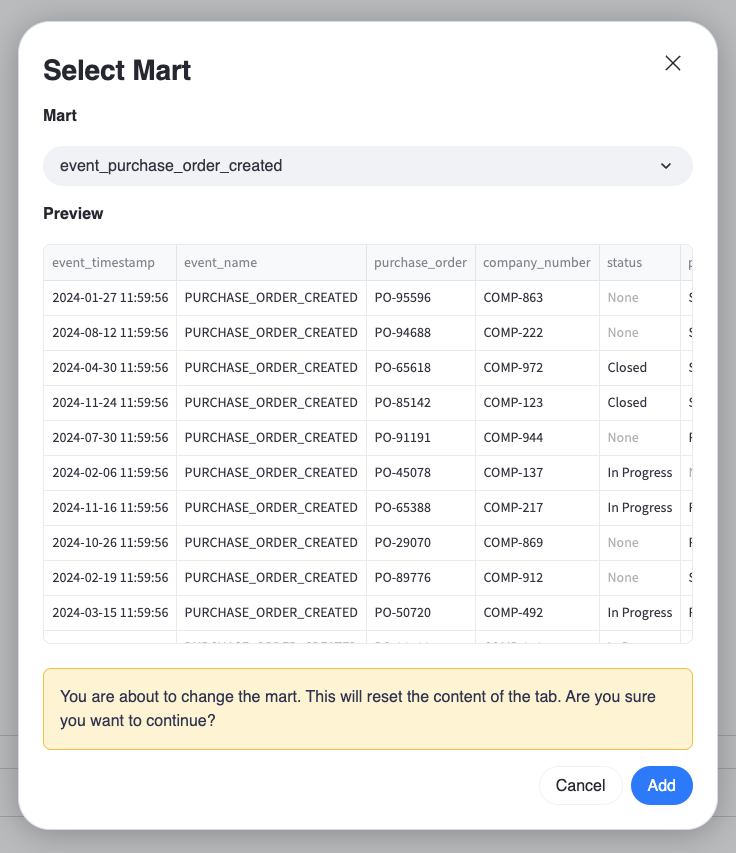 Select Mart
Mart
event_purchase_order_created
Preview
event_timestamp event_name purchase_order company_number status
2024-01-27 11:59:56 PURCHASE_ORDER_CREATED PO-95596 COMP-863 None
2024-08-12 11:59:56 PURCHASE_ORDER_CREATED PO-94688 COMP-222 None
2024-04-30 11:59:56 PURCHASE_ORDER_CREATED PO-65618 COMP-972 Closed
2024-11-24 11:59:56 PURCHASE_ORDER_CREATED PO-85142 COMP-123 Closed
2024-07-30 11:59:56 PURCHASE_ORDER_CREATED PO-91191 COMP-944 None
2024-02-06 11:59:56 PURCHASE_ORDER_CREATED PO-45078 COMP-137 In Progress
2024-11-16 11:59:56 PURCHASE_ORDER_CREATED PO-65388 COMP-217 In Progress
2024-10-26 11:59:56 PURCHASE_ORDER_CREATED PO-29070 COMP-869 None
2024-02-19 11:59:56 PURCHASE_ORDER_CREATED PO-89776 COMP-912 None
2024-03-15 11:59:56 PURCHASE_ORDER_CREATED PO-50720 COMP-492 In Progress
You are about to change the mart. This will reset the content of the tab. Are you sure
you want to continue?
Cancel Add